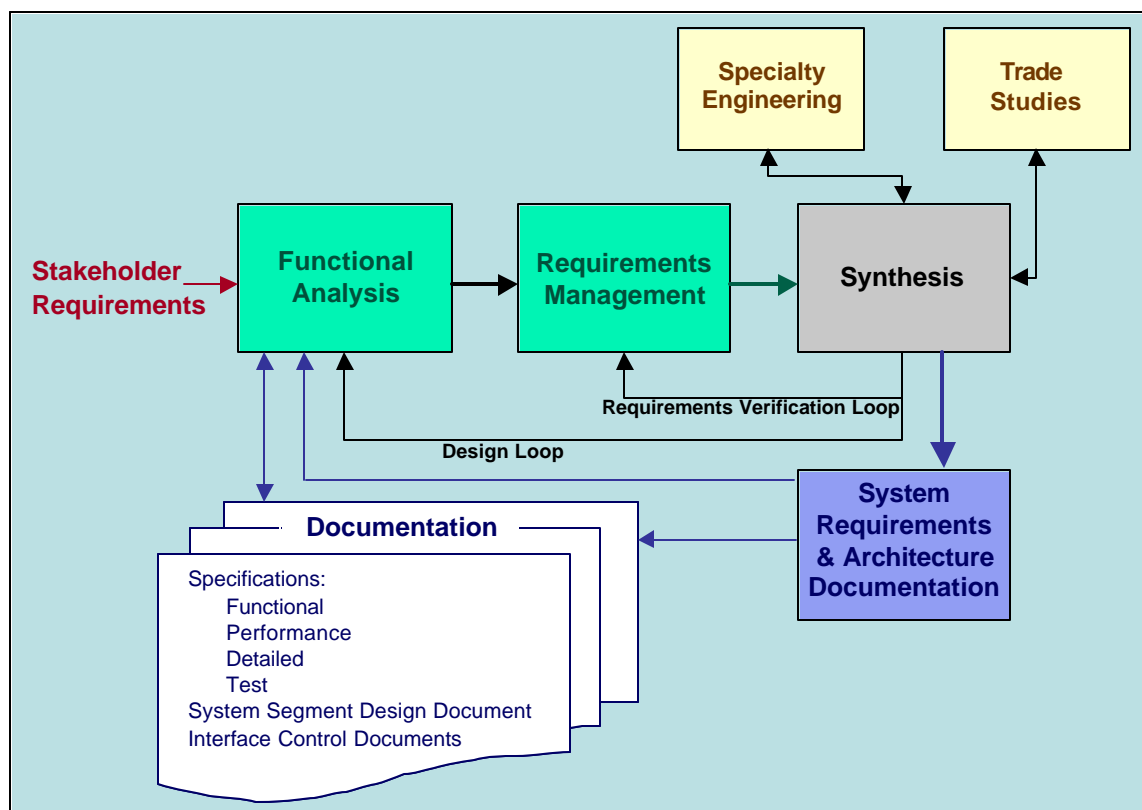 Specialty
Engineering
Trade
Studies
Stakeholder
Requirements
Functional
Analysis
Requirements
Management
Synthesis
Requirements Verification Loop
Design Loop
System
Requirements
& Architecture
Documentation
Documentation
Specifications:
Functional
Performance
Detailed
Test
System Segment Design Document
Interface Control Documents